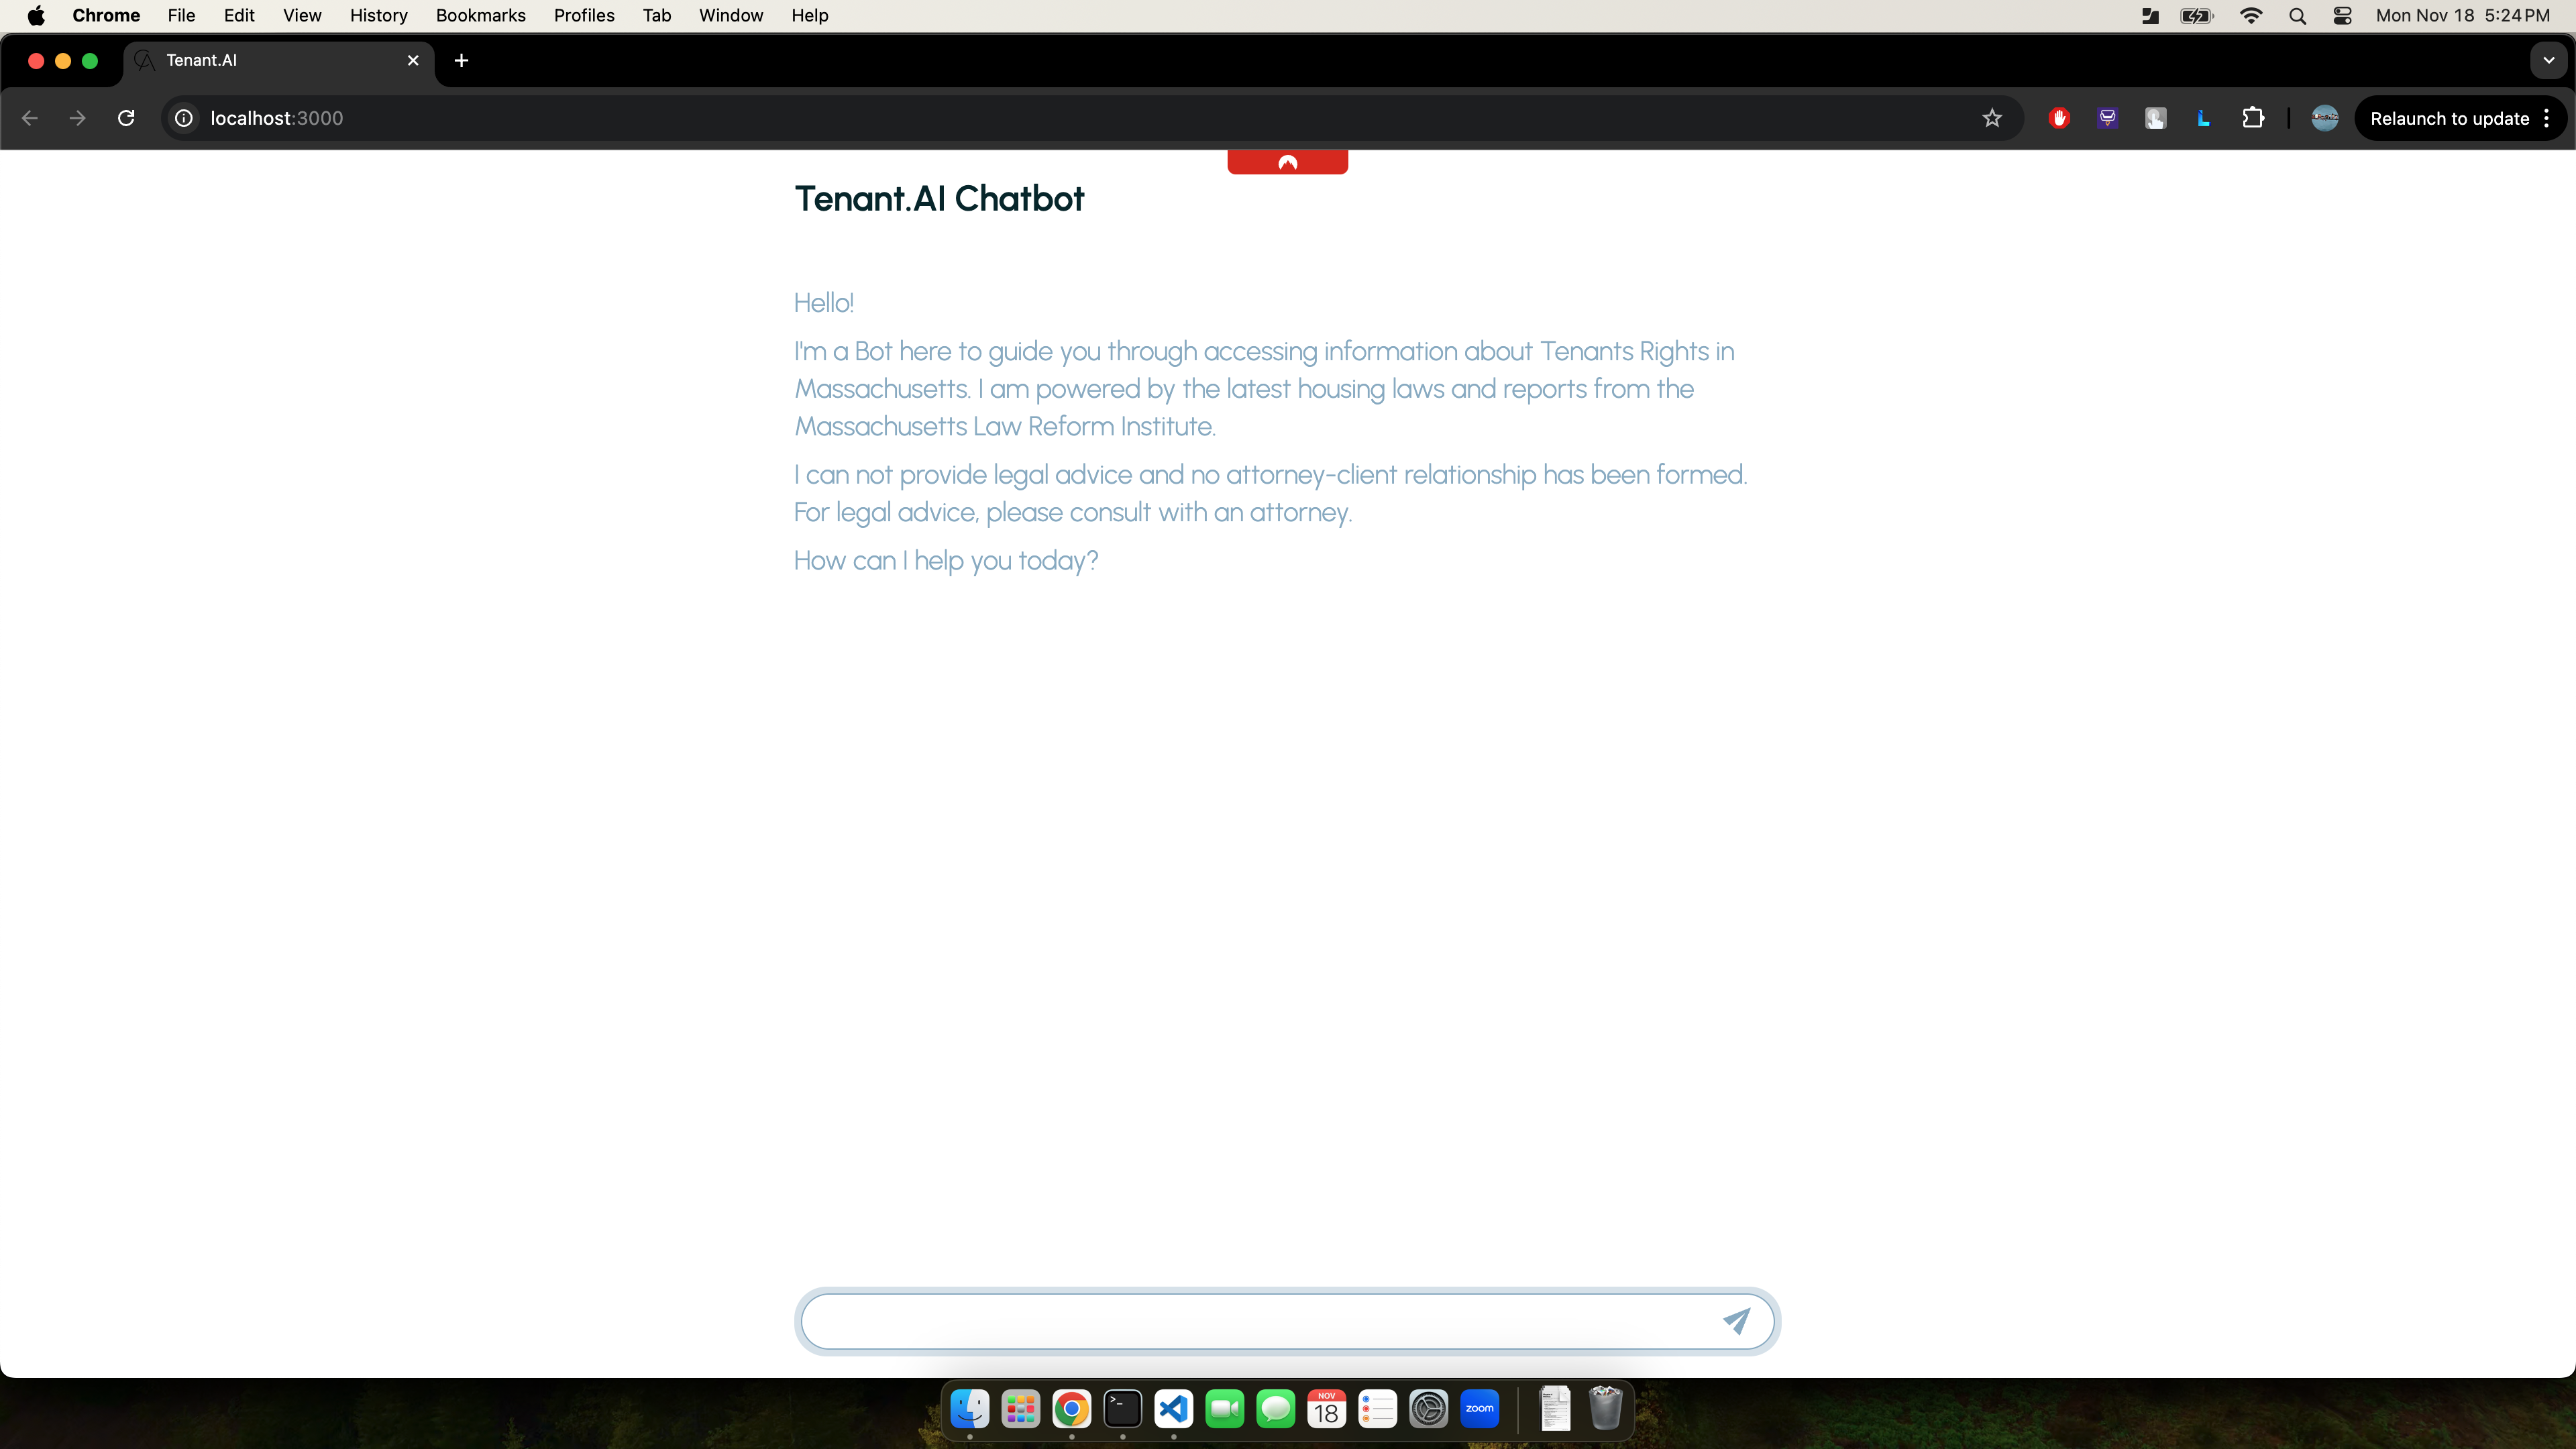 Chrome File Edit View History Bookmarks Profiles Tab Window Help Mon Nov 18 5:24 PM
Tenant.AI
localhost:3000 Relaunch to update
Tenant.AI Chatbot
Hello!
I'm a Bot here to guide you through accessing information about Tenants Rights in
Massachusetts. I am powered by the latest housing laws and reports from the
Massachusetts Law Reform Institute.
I can not provide legal advice and no attorney-client relationship has been formed.
For legal advice, please consult with an attorney.
How can I help you today?
NOV
18
zoom